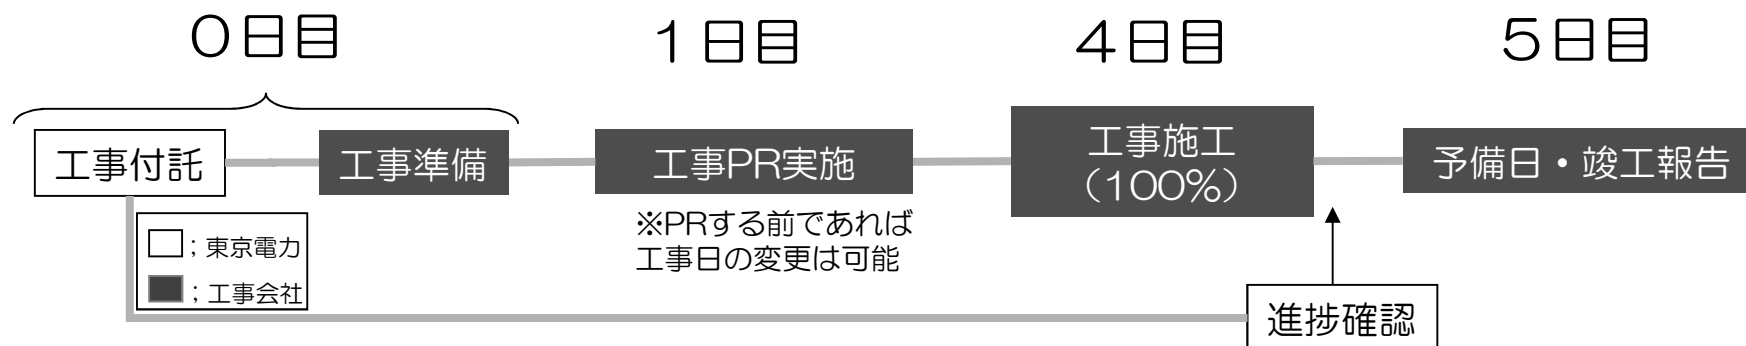 ０日目
１日目
４日目
５日目
工事付託
工事準備
工事PR実施
工事施工
（100％）
予備日・竣工報告
※PRする前であれば
工事日の変更は可能
；東京電力
；工事会社
進捗確認